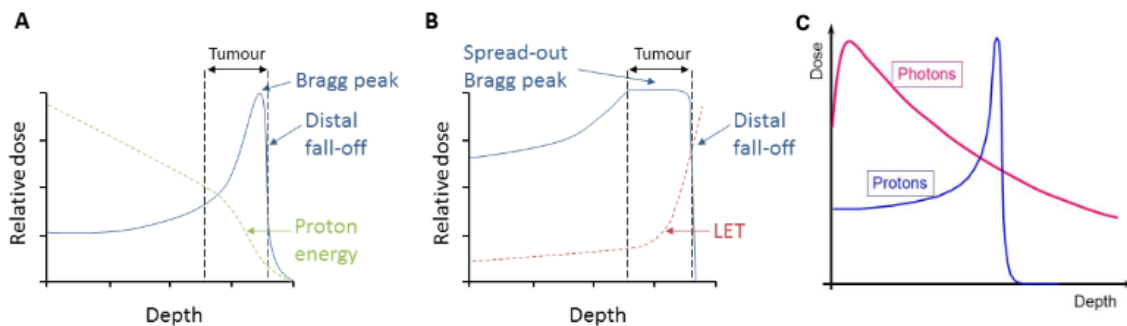 A
Tumour
Bragg peak
Distal
fall-off
Proton
energy
Relative dose
Depth
B
Spread-out
Bragg peak
Tumour
Distal
fall-off
LET
Relative dose
Depth
C
Dose
Photons
Protons
Depth